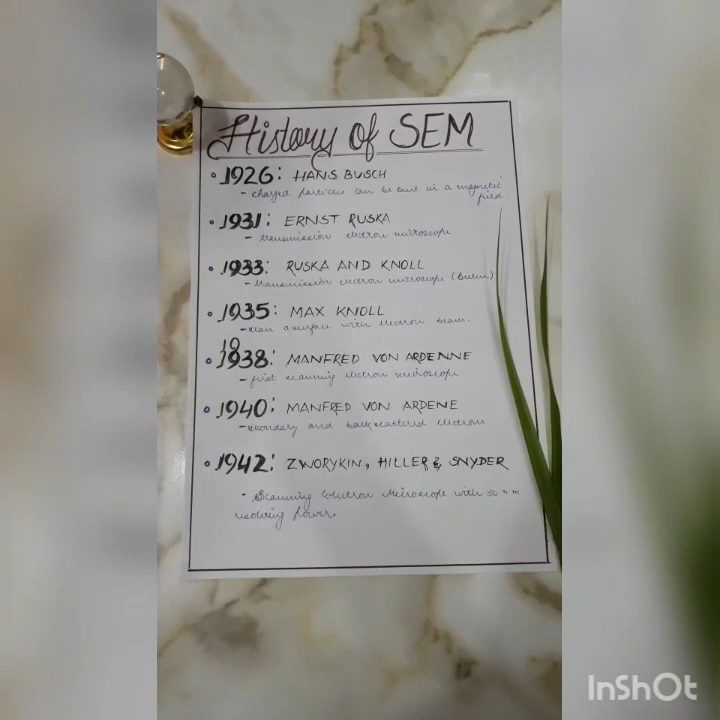 History of SEM
• 1926: HANS BUSCH
- charged particles can be bent in a magnetic
field.
• 1931: ERNST RUSKA
- transmission electron microscope
• 1933: RUSKA AND KNOLL
- transmission electron microscope (Berlin)
• 1935: MAX KNOLL
- scan a surface with electron beam.
19
• 1938: MANFRED VON ARDENNE
- first scanning electron microscope
• 1940: MANFRED VON ARDENE
- secondary and backscattered electrons.
• 1942: ZWORYKIN, HILLER & SNYDER
- Scanning Electron Microscope with 50 nm
resolving power
InShOt